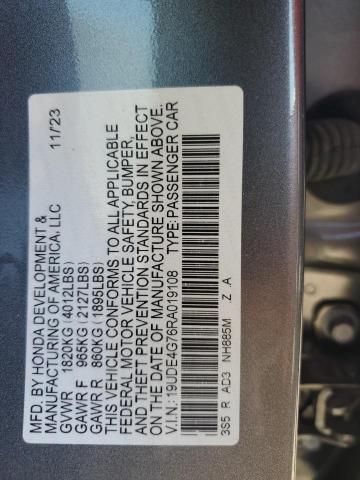 MFD. BY HONDA DEVELOPMENT &
MANUFACTURING OF AMERICA, LLC 11/23
GVWR 1820KG (4012LBS)
GAWR F 965KG (2127LBS)
GAWR R 860KG (1895LBS)
THIS VEHICLE CONFORMS TO ALL APPLICABLE
FEDERAL MOTOR VEHICLE SAFETY, BUMPER,
AND THEFT PREVENTION STANDARDS IN EFFECT
ON THE DATE OF MANUFACTURE SHOWN ABOVE.
V.I.N.: 19UDE4G76RA019108 TYPE: PASSENGER CAR
3S5 R AD3 NH885M Z A